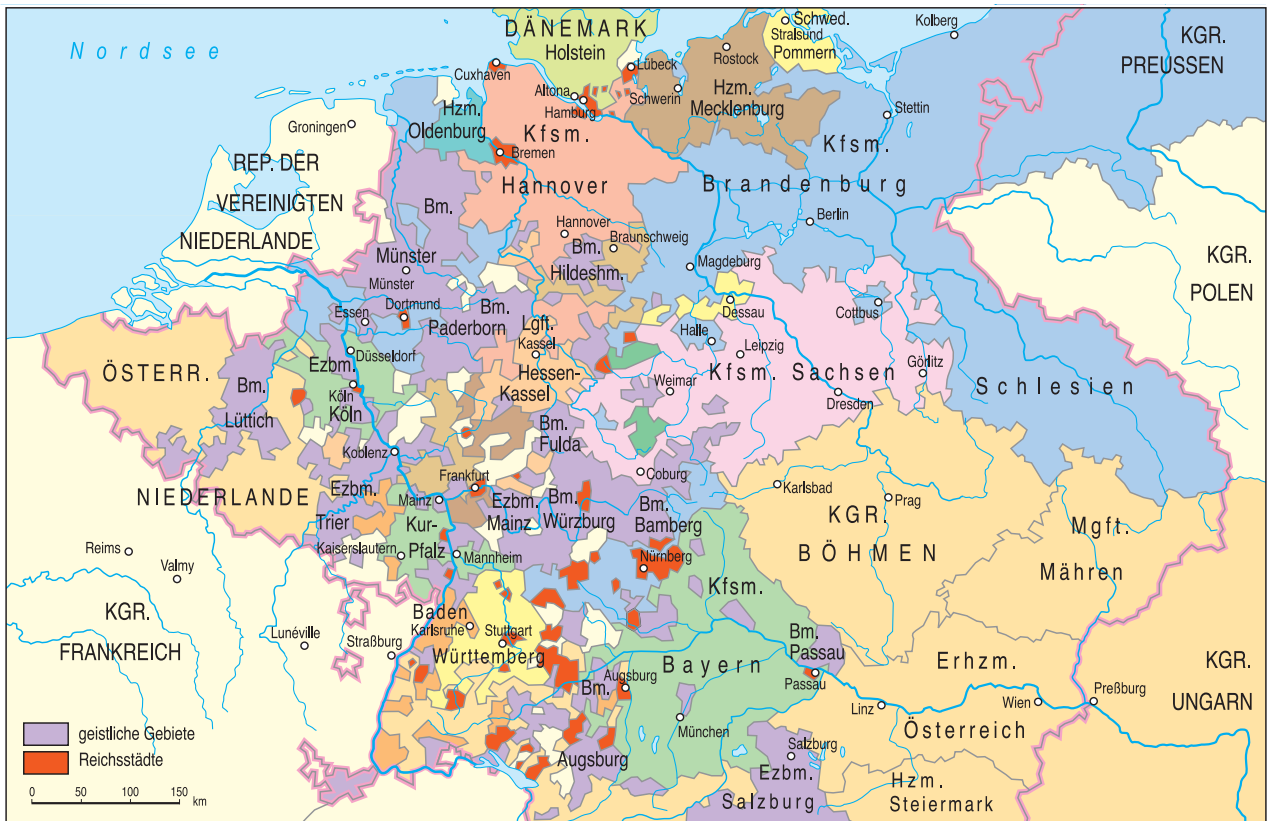 Nordsee
DÄNEMARK
Holstein
Schwed.
Stralsund
Pommern
Kolberg
KGR.
PREUSSEN
Cuxhaven
Lübeck
Rostock
Altona
Hamburg
Schwerin
Hzm.
Mecklenburg
Stettin
Groningen
Hzm.
Oldenburg
Kfsm.
Hannover
Bremen
Kfsm.
Brandenburg
REP. DER
VEREINIGTEN
NIEDERLANDE
Bm.
Münster
Münster
Hannover
Braunschweig
Bm.
Hildeshm.
Berlin
Magdeburg
KGR.
POLEN
Essen
Dortmund
Bm.
Paderborn
Lgft.
Kassel
Hessen-
Kassel
Dessau
Halle
Leipzig
Cottbus
Görlitz
Düsseldorf
Ezbm.
Köln
Köln
ÖSTERR.
NIEDERLANDE
Bm.
Lüttich
Weimar
Kfsm. Sachsen
Dresden
Schlesien
Koblenz
Bm.
Fulda
Coburg
Frankfurt
Karlsbad
Prag
Ezbm.
Trier
Mainz
Ezbm.
Mainz
Bm.
Würzburg
Bm.
Bamberg
KGR.
BÖHMEN
Mgft.
Mähren
Reims
Valmy
Kaiserslautern
Kur-
Pfalz
Mannheim
Nürnberg
Kfsm.
Bayern
KGR.
FRANKREICH
Lunéville
Straßburg
Baden
Karlsruhe
Stuttgart
Württemberg
Bm.
Passau
Passau
Erhzm.
Österreich
KGR.
UNGARN
Bm.
Augsburg
Augsburg
München
Linz
Wien
Preßburg
Salzburg
Ezbm.
Salzburg
Hzm.
Steiermark
geistliche Gebiete
Reichsstädte
0 50 100 150
km